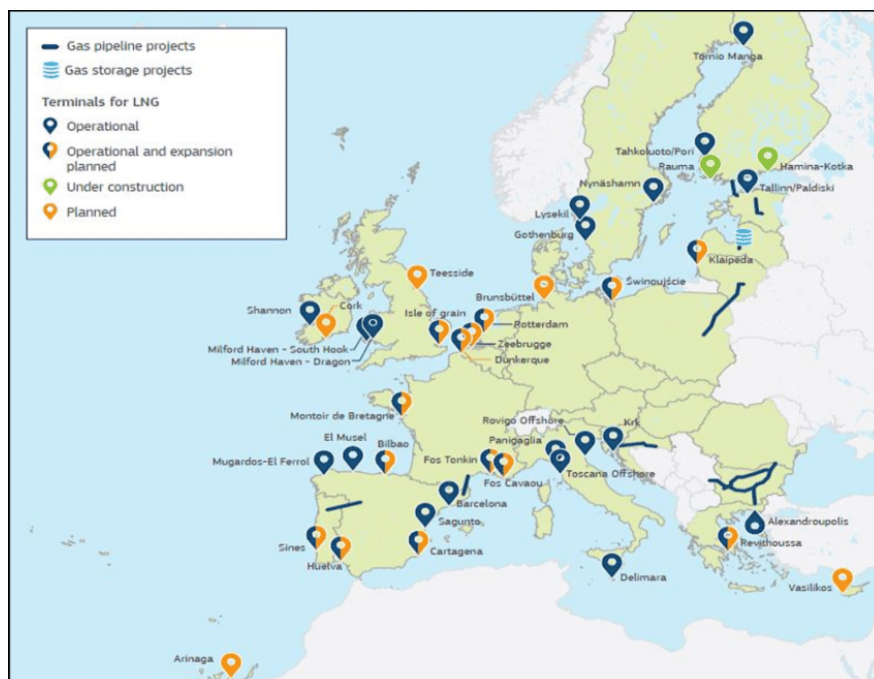 Gas pipeline projects
Gas storage projects
Terminals for LNG
Operational
Operational and expansion
planned
Under construction
Planned
Tornio Manga
Tahkoluoto/Pori
Rauma
Hamina-Kotka
Nynäshamn
Tallinn/Paldiski
Lysekil
Gothenburg
Klaipėda
Teesside
Brunsbüttel
Świnoujście
Shannon
Cork
Isle of grain
Rotterdam
Milford Haven - South Hook
Zeebrugge
Milford Haven - Dragon
Dunkerque
Montoir de Bretagne
Rovigo Offshore
Krk
El Musel
Bilbao
Panigaglia
Mugardos-El Ferrol
Fos Tonkin
Toscana Offshore
Fos Cavaou
Barcelona
Sagunto
Alexandroupolis
Revithoussa
Sines
Huelva
Cartagena
Delimara
Vasilikos
Arinaga